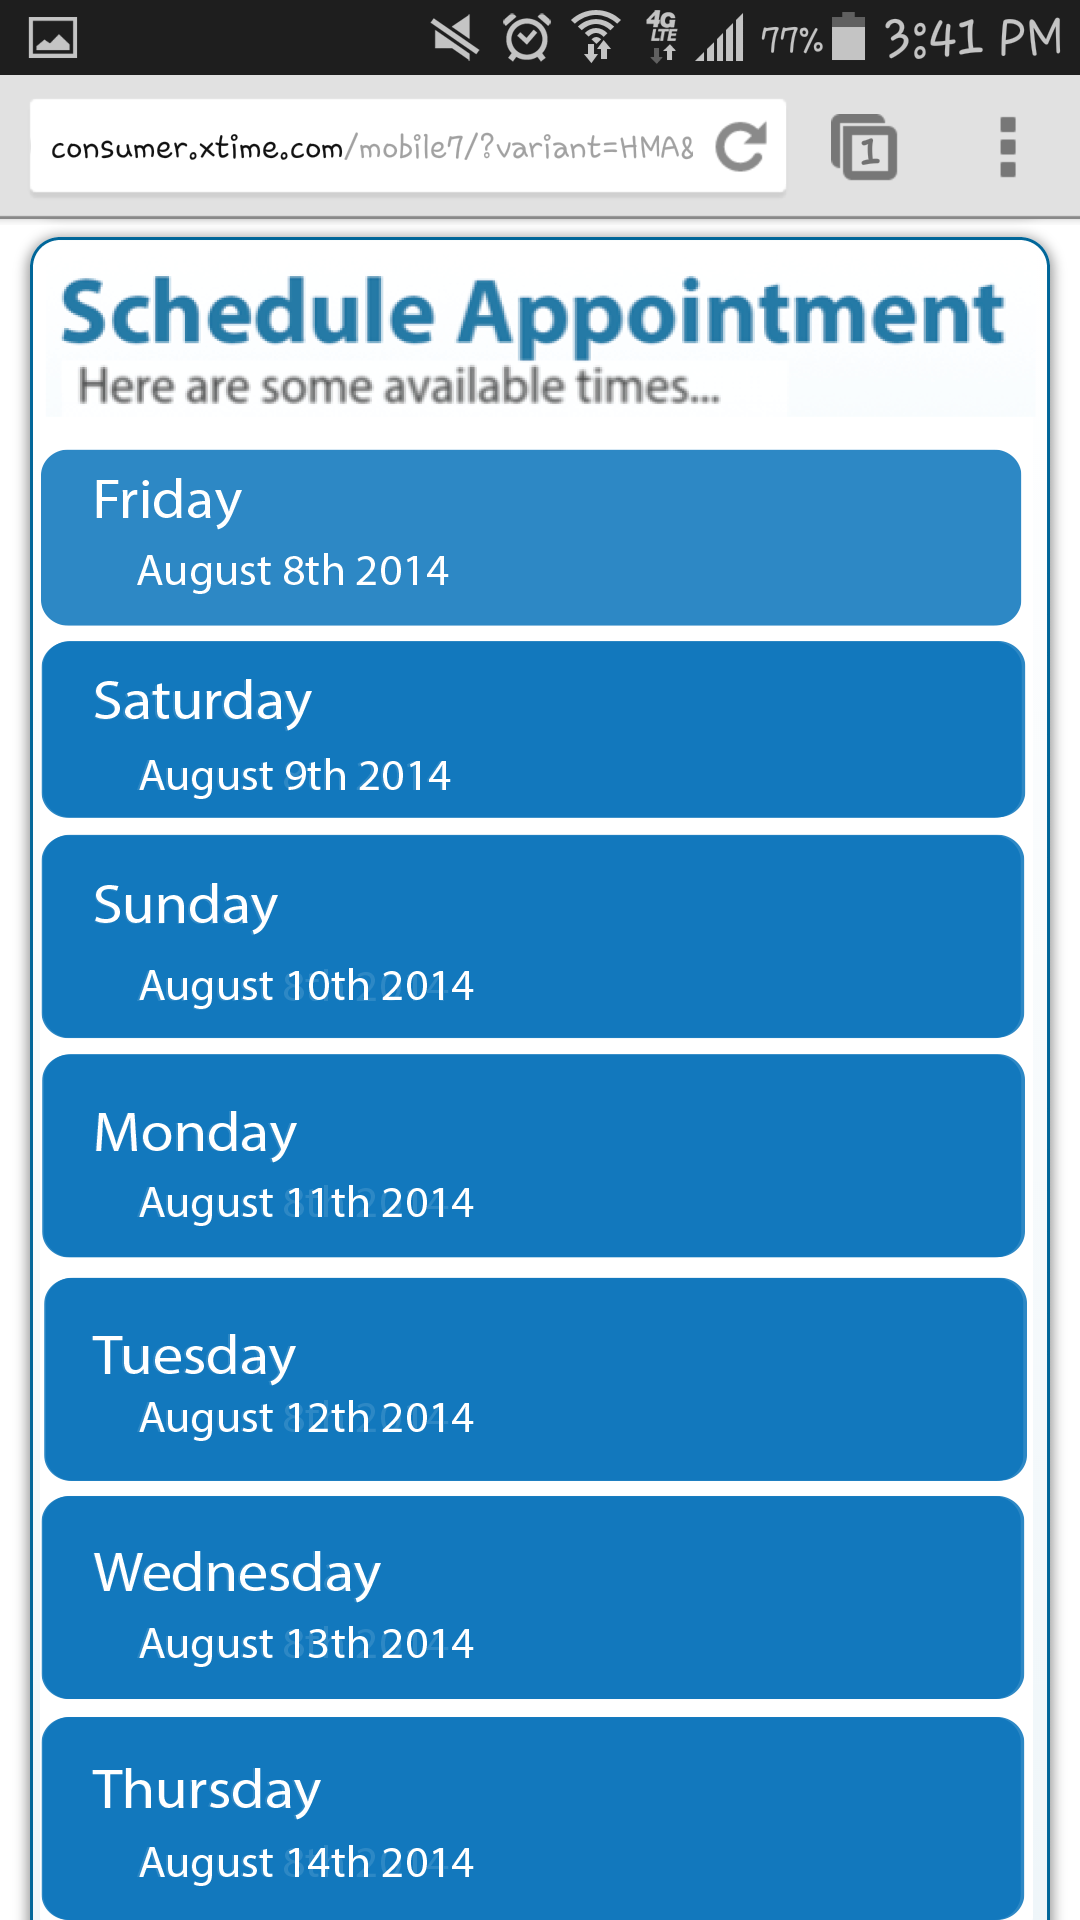 4G
LTE
77%
3:41 PM
consumer.xtime.com/mobile7/?variant=HMA&
1
Schedule Appointment
Here are some available times...
Friday
August 8th 2014
Saturday
August 9th 2014
Sunday
August 10th 2014
Monday
August 11th 2014
Tuesday
August 12th 2014
Wednesday
August 13th 2014
Thursday
August 14th 2014